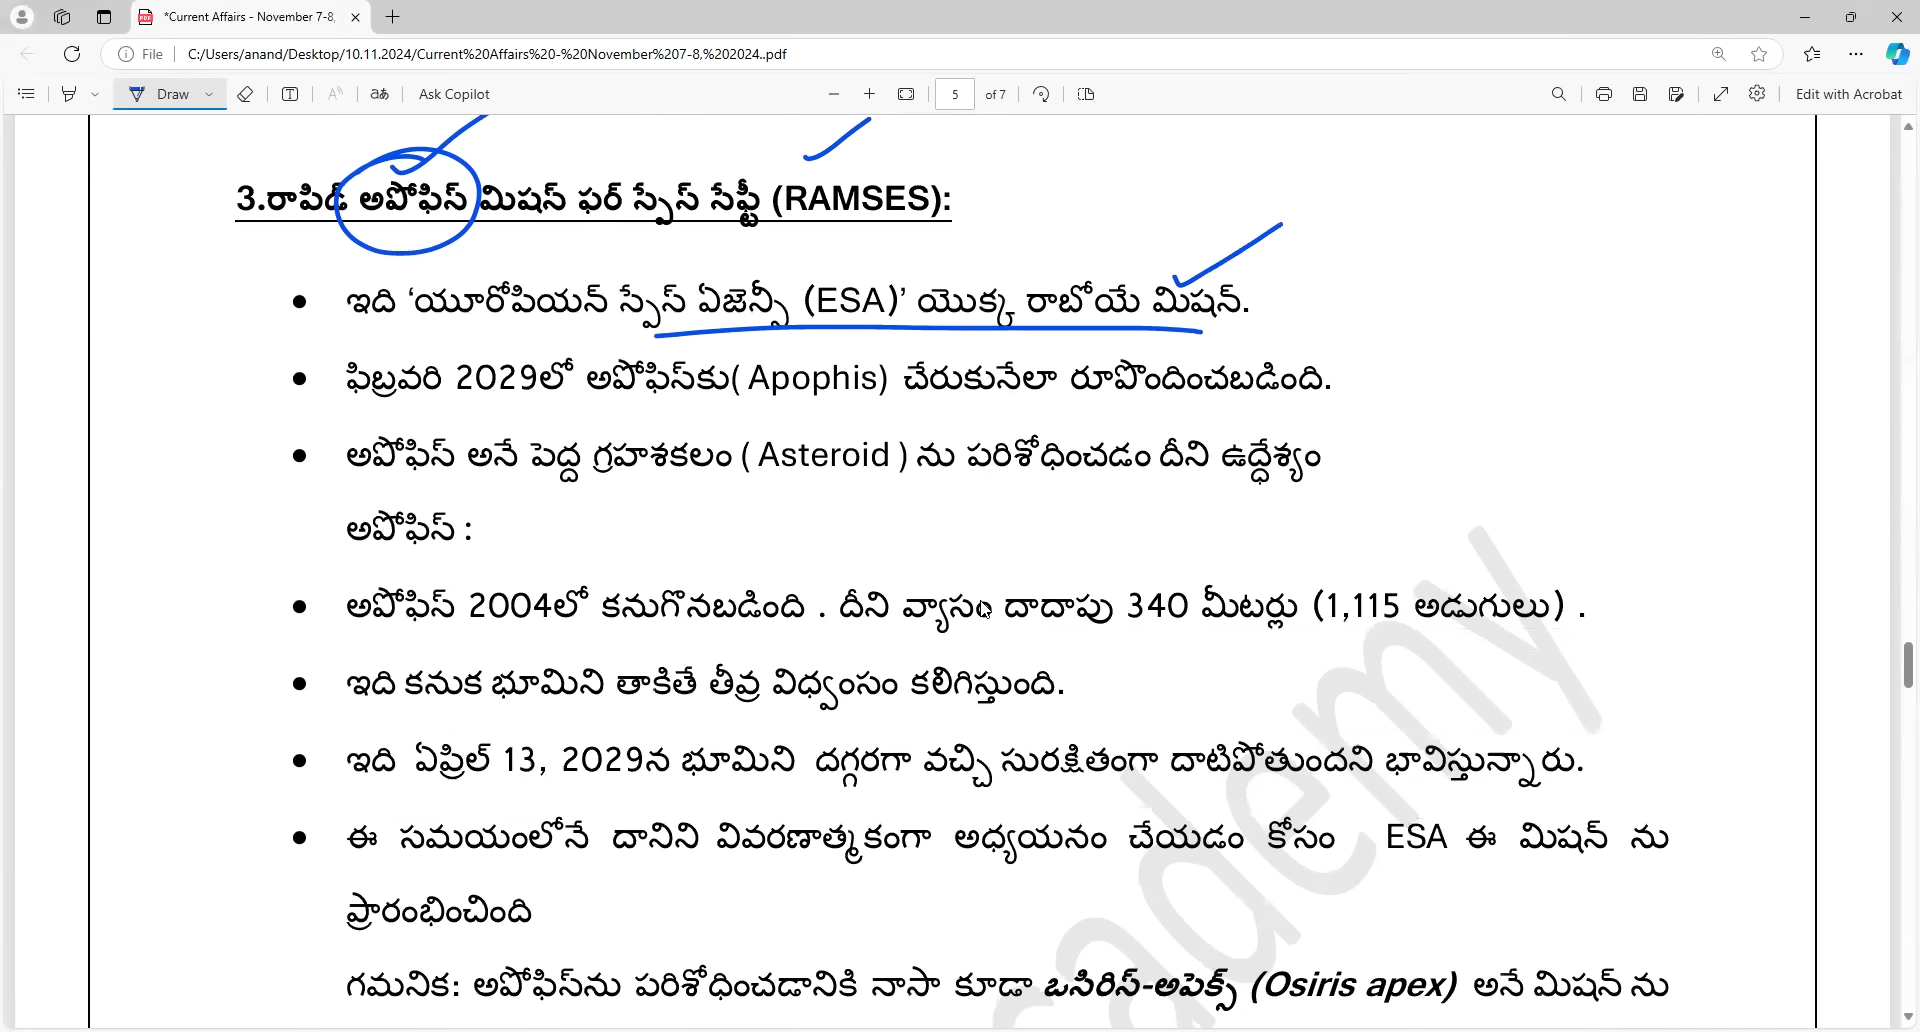 *Current Affairs - November 7-8,
File
C:/Users/anand/Desktop/10.11.2024/Current%20Affairs%20-%20November%207-8,%202024..pdf
Draw
aあ
Ask Copilot
5 of 7
Edit with Acrobat
3.రాపిడ్ అపోఫిస్ మిషన్ ఫర్ స్పేస్ సేఫ్టీ (RAMSES):
• ఇది ‘యూరోపియన్ స్పేస్ ఏజెన్సీ (ESA)’ యొక్క రాబోయే మిషన్.
• ఫిబ్రవరి 2029లో అపోఫిస్‌కు( Apophis) చేరుకునేలా రూపొందించబడింది.
• అపోఫిస్ అనే పెద్ద గ్రహశకలం ( Asteroid ) ను పరిశోధించడం దీని ఉద్ధేశ్యం
అపోఫిస్ :
• అపోఫిస్ 2004లో కనుగొనబడింది . దీని వ్యాసం దాదాపు 340 మీటర్లు (1,115 అడుగులు) .
• ఇది కనుక భూమిని తాకితే తీవ్ర విధ్వంసం కలిగిస్తుంది.
• ఇది ఏప్రిల్ 13, 2029న భూమిని దగ్గరగా వచ్చి సురక్షితంగా దాటిపోతుందని భావిస్తున్నారు.
• ఈ సమయంలోనే దానిని వివరణాత్మకంగా అధ్యయనం చేయడం కోసం ESA ఈ మిషన్ ను
ప్రారంభించింది
గమనిక: అపోఫిస్‌ను పరిశోధించడానికి నాసా కూడా ఒసిరిస్-అపెక్స్ (Osiris apex) అనే మిషన్ ను
ademy